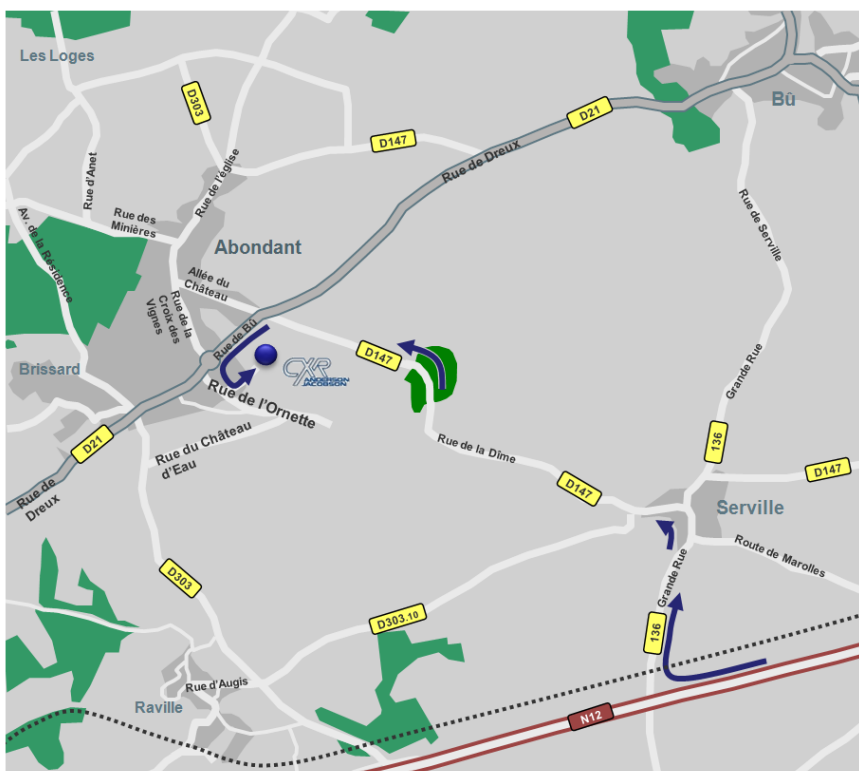 Les Loges
D303
D147
D21
Bû
Rue de Dreux
Rue d'Anet
Rue de l'église
Rue des
Minières
Av. de la Résidence
Rue de Serville
Abondant
Allée du
Château
Rue de la
Croix des
Vignes
Rue de Bû
CXR
ANDERSON
JACOBSON
D147
Brissard
Grande Rue
Rue de l'Ornette
D21
Rue du Château
d'Eau
Rue de la Dîme
136
D147
D147
Rue de
Dreux
Serville
Route de Marolles
D303
Grande Rue
D303.10
136
Rue d'Augis
Raville
N12